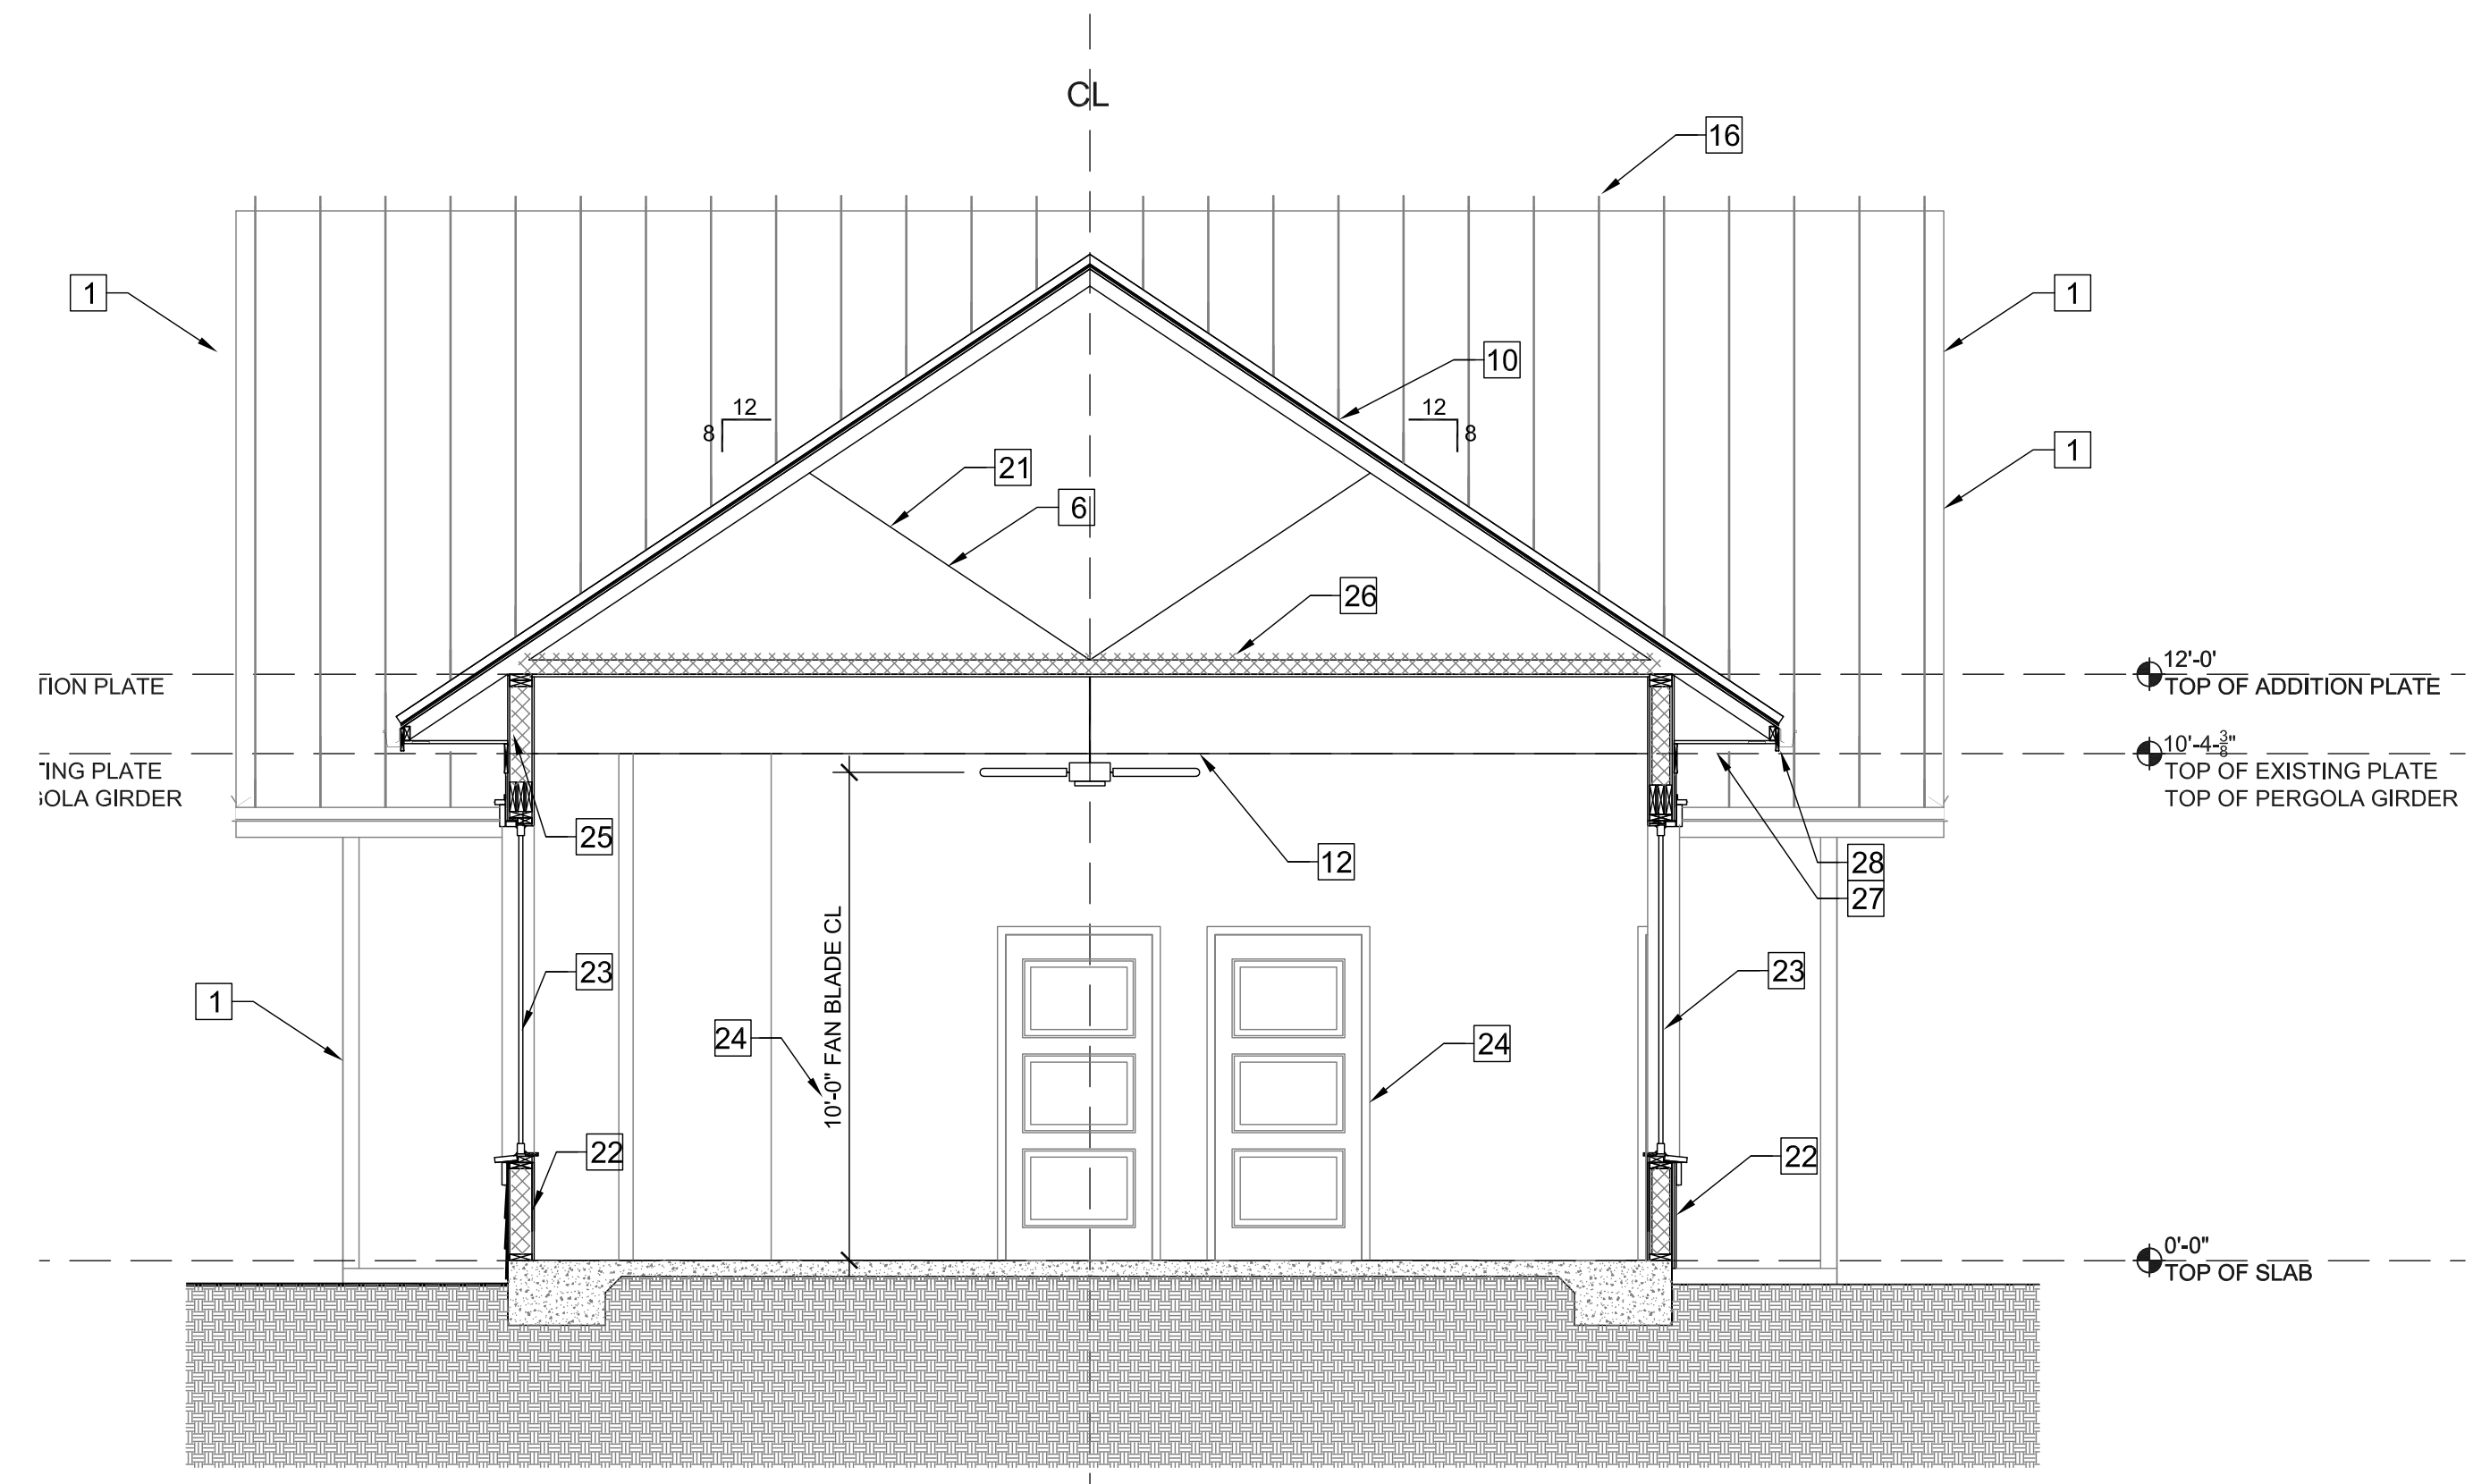 CL
16
1
1
10
12
8
12
8
1
21
6
26
12'-0'
TION PLATE
TOP OF ADDITION PLATE
10'-4-3/8"
TING PLATE
TOP OF EXISTING PLATE
GOLA GIRDER
TOP OF PERGOLA GIRDER
25
12
28
27
23
23
1
10'-0" FAN BLADE CL
24
24
22
22
0'-0"
TOP OF SLAB